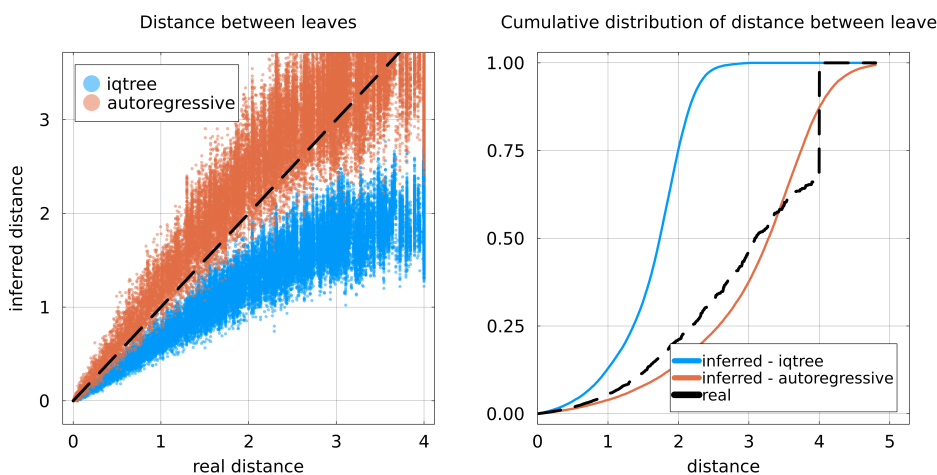 Distance between leaves
iqtree
autoregressive
inferred distance
3
2
1
0
0 1 2 3 4
real distance
Cumulative distribution of distance between leave
1.00
0.75
0.50
0.25
0.00
inferred - iqtree
inferred - autoregressive
real
0 1 2 3 4 5
distance